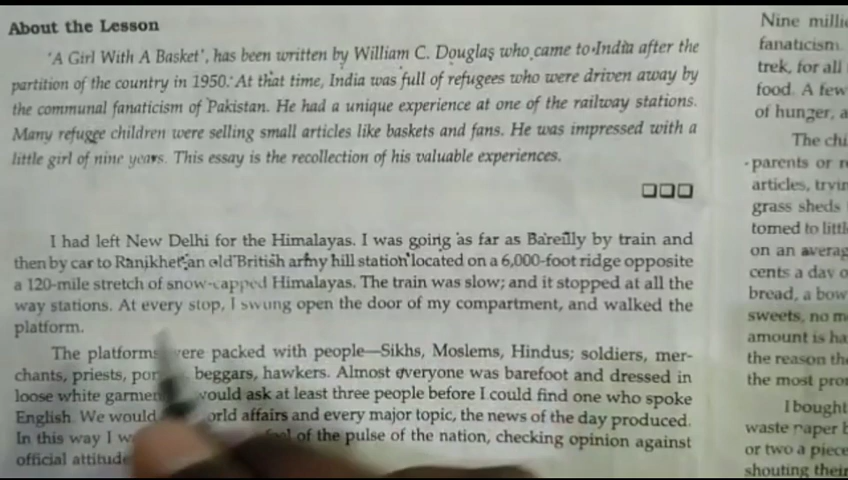 About the Lesson
'A Girl With A Basket', has been written by William C. Douglas who came to India after the
partition of the country in 1950. At that time, India was full of refugees who were driven away by
the communal fanaticism of Pakistan. He had a unique experience at one of the railway stations.
Many refugee children were selling small articles like baskets and fans. He was impressed with a
little girl of nine years. This essay is the recollection of his valuable experiences.
I had left New Delhi for the Himalayas. I was going as far as Bareilly by train and
then by car to Ranikhet, an old British army hill station located on a 6,000-foot ridge opposite
a 120-mile stretch of snow-capped Himalayas. The train was slow; and it stopped at all the
way stations. At every stop, I swung open the door of my compartment, and walked the
platform.
The platforms were packed with people—Sikhs, Moslems, Hindus; soldiers, mer-
chants, priests, beggars, hawkers. Almost everyone was barefoot and dressed in
loose white would ask at least three people before I could find one who spoke
English. We would affairs and every major topic, the news of the day produced.
In this way I of the pulse of the nation, checking opinion against
official
Nine
fanaticism.
trek, for all
food. A few
of hunger,
The
parents or
articles,
grass sheds
tomed to
on an
cents a day
bread, a
sweets, no
amount is
the reason
the most
I bought
waste paper
or two a piece
shouting their